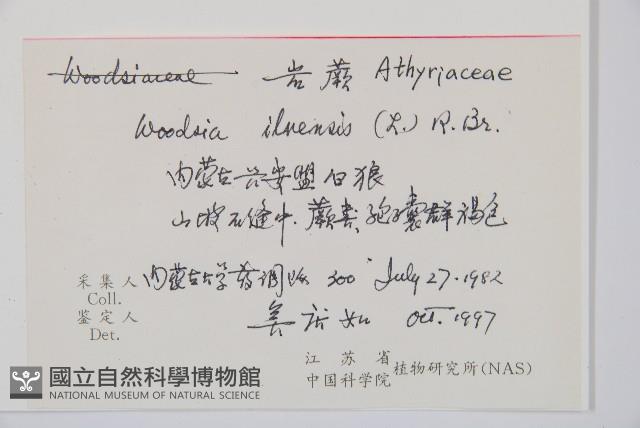 Woodsiaceae 岩蕨 Athyriaceae
Woodsia ilvensis (L.) R. Br.
内蒙古兴安盟白狼
山坡石缝中. 蕨类, 孢子囊群褐色
采集人 内蒙古大学药调队 300 July 27. 1982
Coll.
鉴定人 Oct. 1997
Det.
江苏省
中国科学院 植物研究所(NAS)
國立自然科學博物館
NATIONAL MUSEUM OF NATURAL SCIENCE